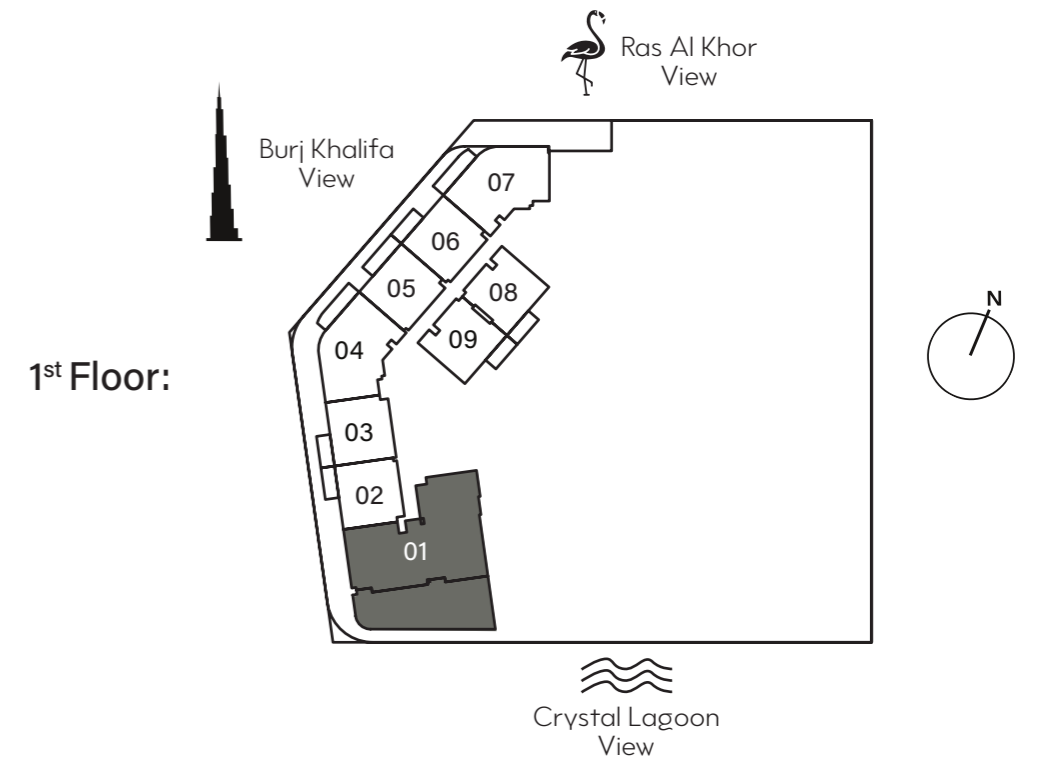 Ras Al Khor
View
Burj Khalifa
View
07
06
05
08
09
04
N
1st Floor:
03
02
01
Crystal Lagoon
View